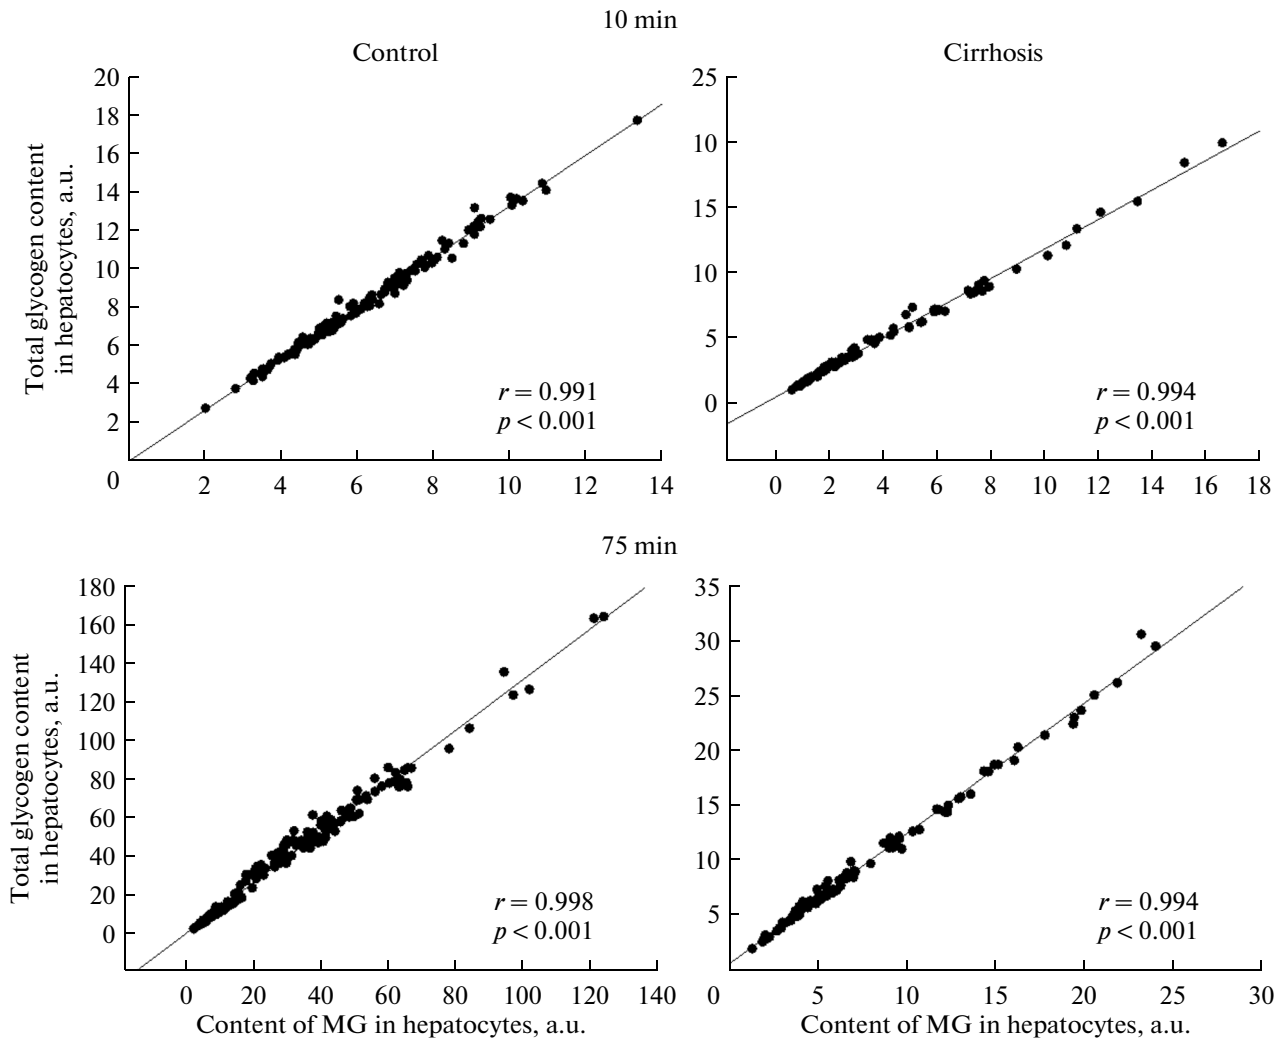 10 min
Control
Cirrhosis
Total glycogen content
in hepatocytes, a.u.
20
18
16
14
12
10
8
6
4
2
0
2 4 6 8 10 12 14
r = 0.991
p < 0.001
25
10
15
10
5
0
0 2 4 6 8 10 12 14 16 18
r = 0.994
p < 0.001
75 min
Total glycogen content
in hepatocytes, a.u.
180
160
140
120
100
80
60
40
20
0
0 20 40 60 80 100 120 140
r = 0.998
p < 0.001
Content of MG in hepatocytes, a.u.
35
30
25
20
15
10
5
0 5 10 15 20 25 30
r = 0.994
p < 0.001
Content of MG in hepatocytes, a.u.